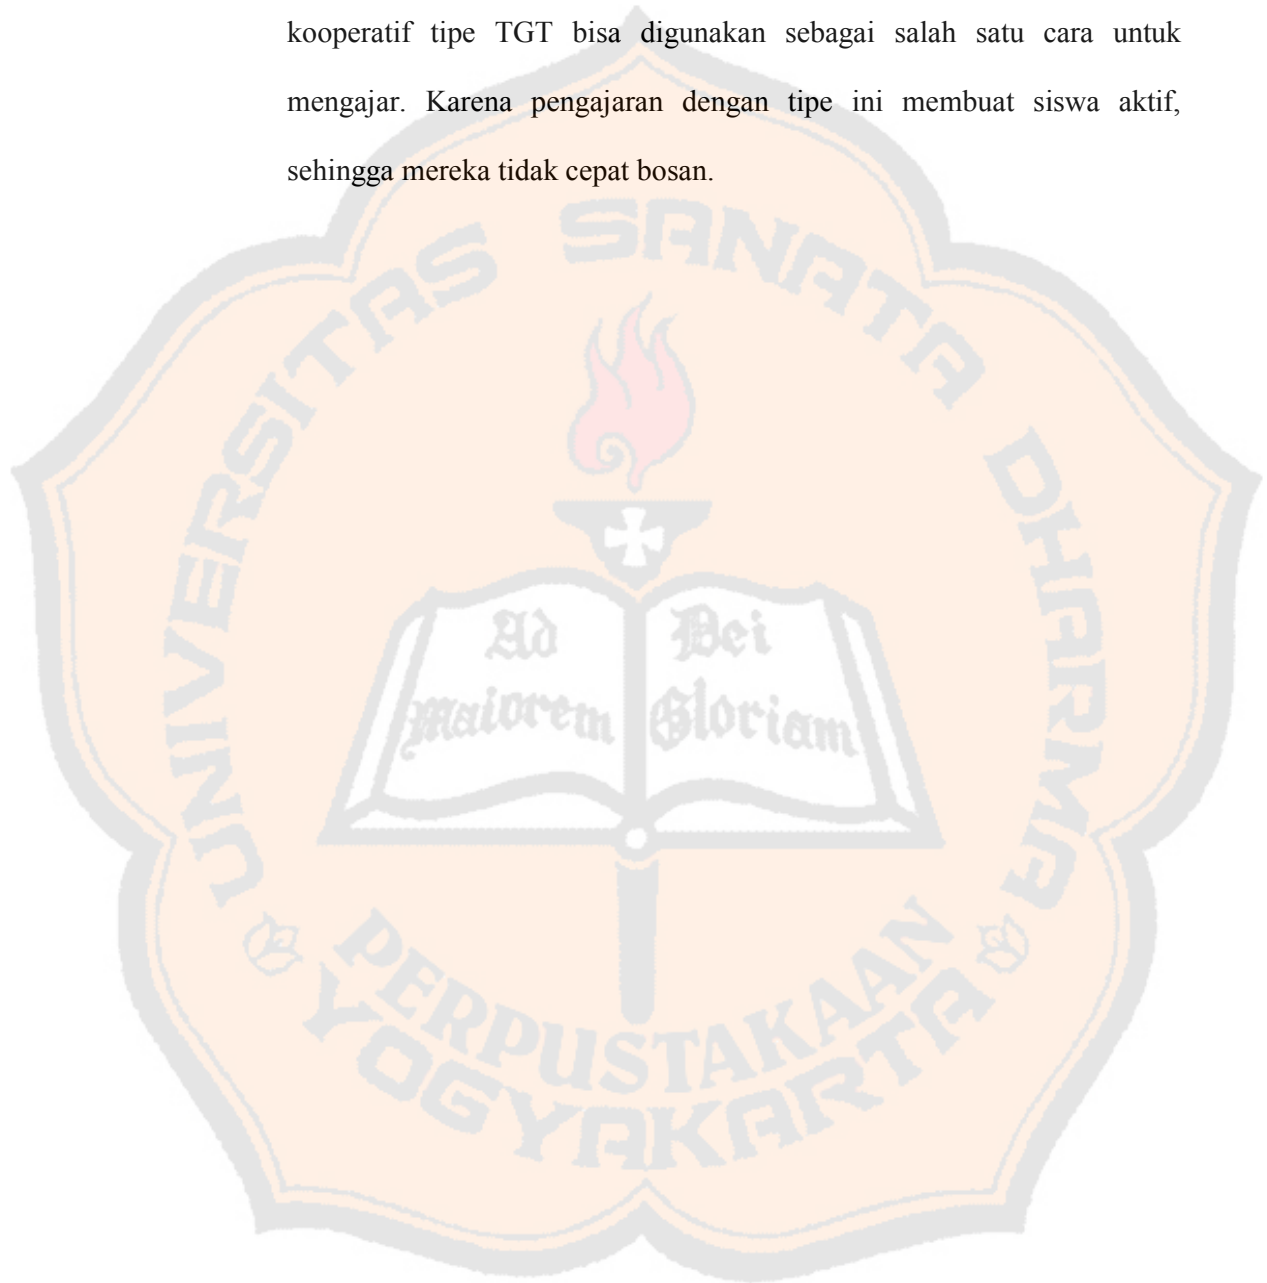 kooperatif tipe TGT bisa digunakan sebagai salah satu cara untuk
mengajar. Karena pengajaran dengan tipe ini membuat siswa aktif,
sehingga mereka tidak cepat bosan.
UNIVERSITAS SANATA DHARMA
Ad
maiorem
Dei
Gloriam
PERPUSTAKAAN
YOGYAKARTA